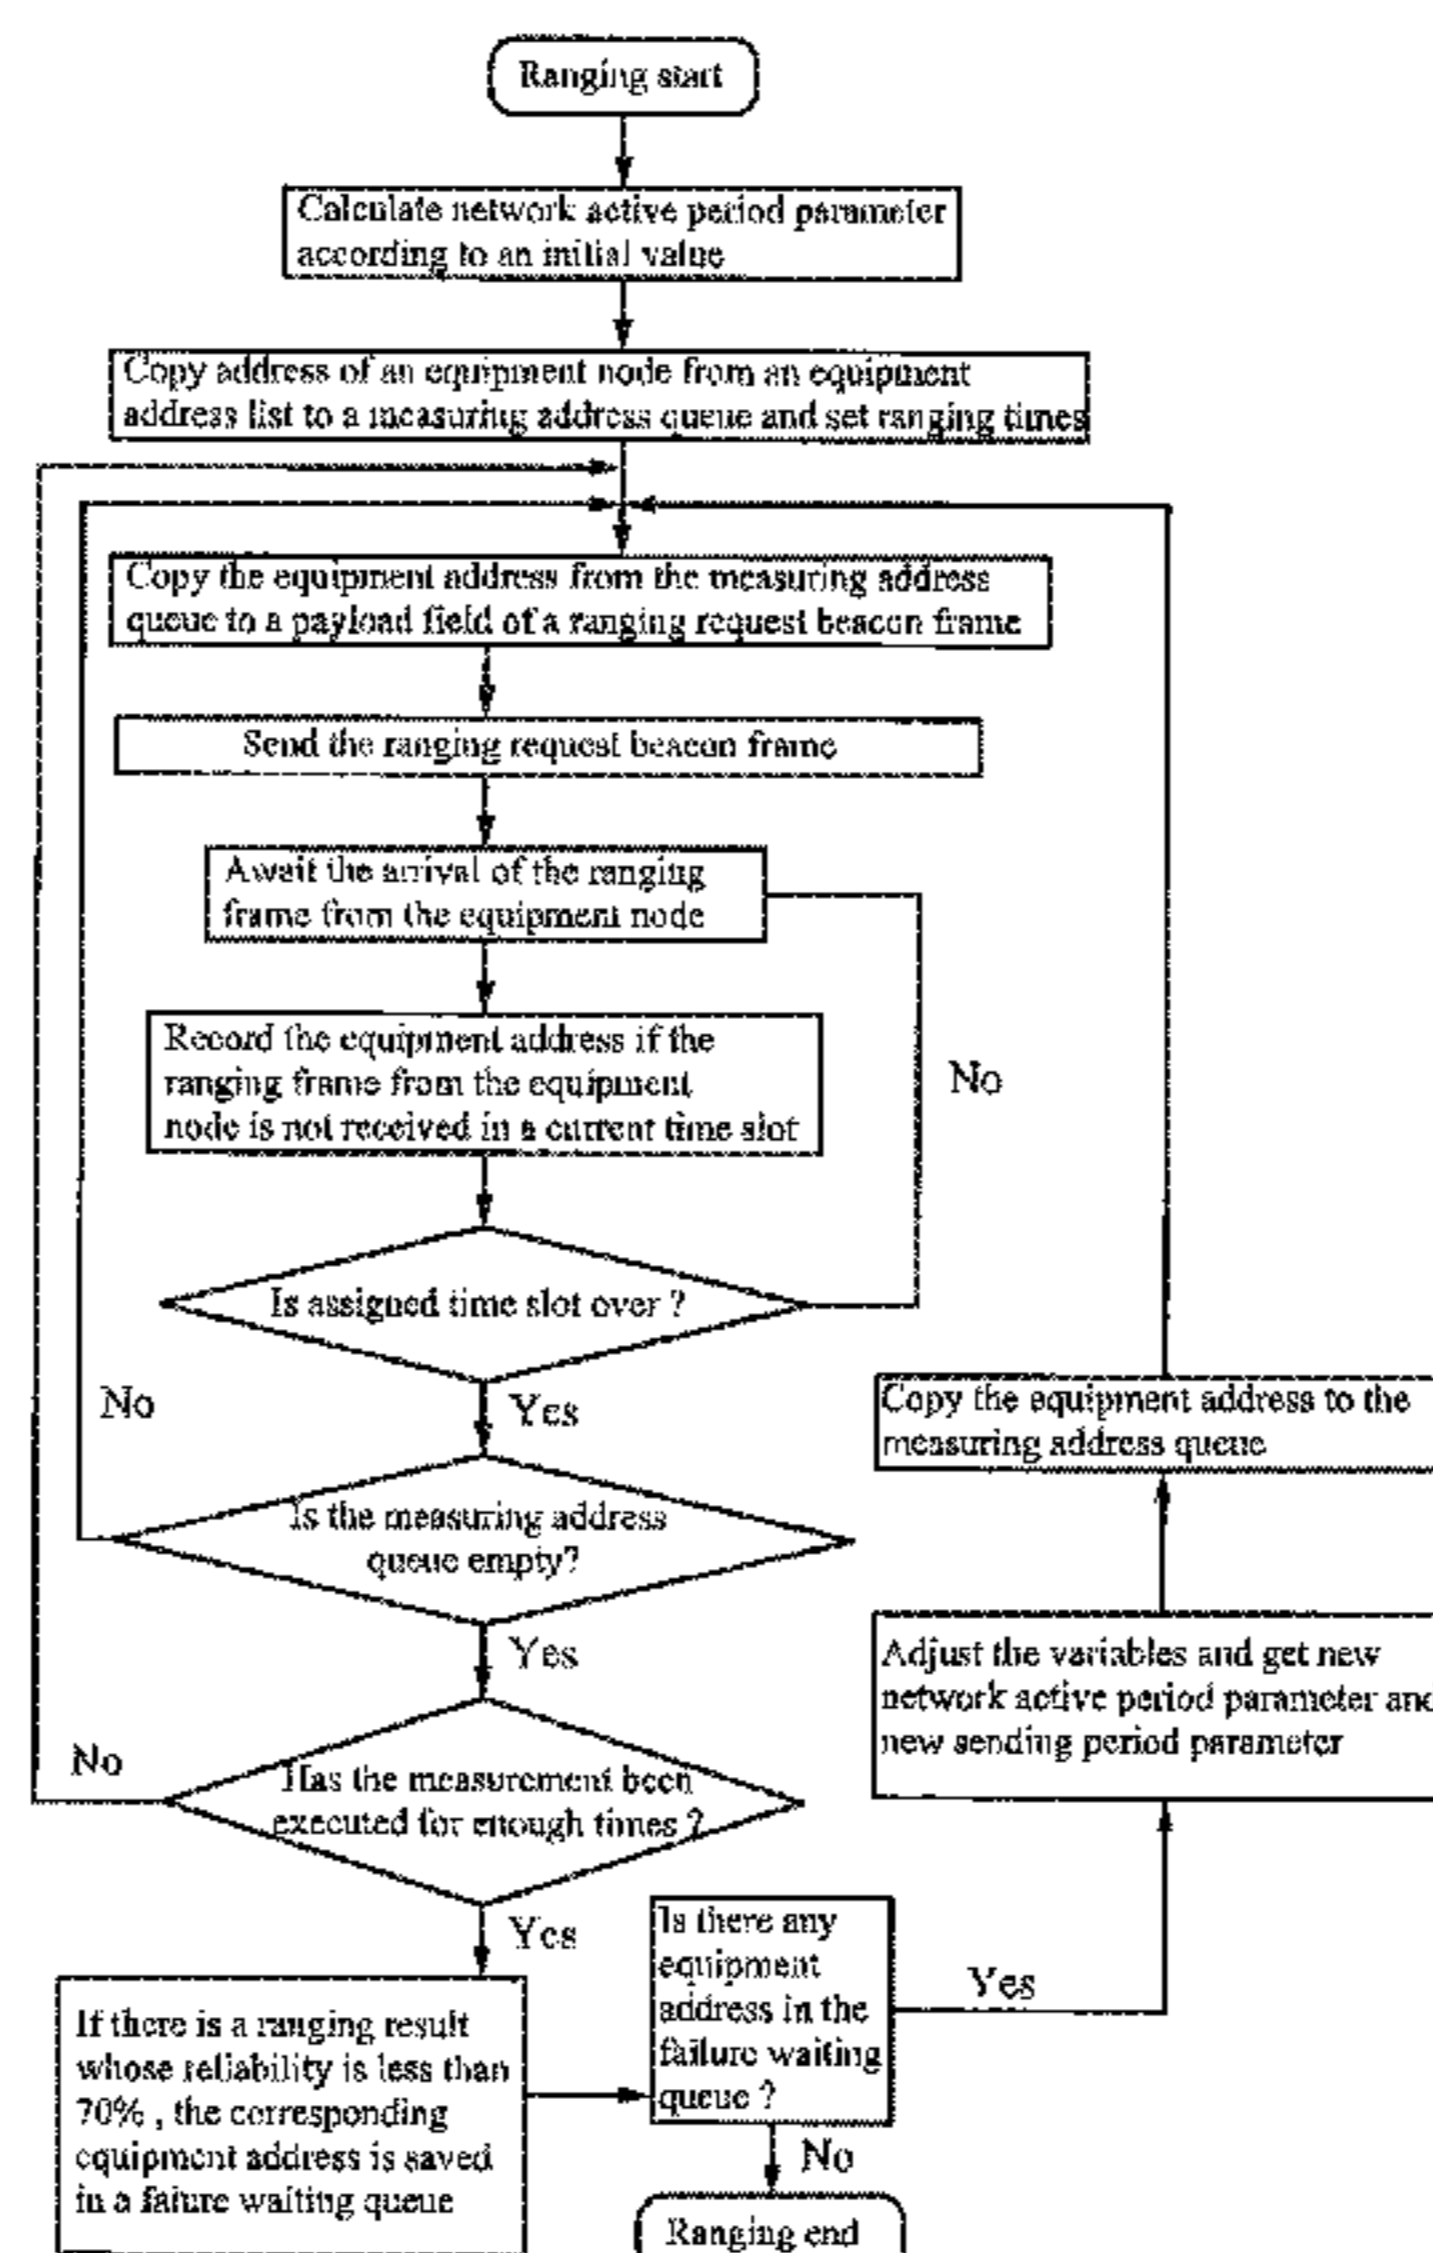 Ranging start
Calculate network active period parameter
according to an initial value
Copy address of an equipment node from an equipment
address list to a measuring address queue and set ranging times
Copy the equipment address from the measuring address
queue to a payload field of a ranging request beacon frame
Send the ranging request beacon frame
Await the arrival of the ranging
frame from the equipment node
Record the equipment address if the
ranging frame from the equipment
node is not received in a current time slot
No
Is assigned time slot over ?
No
Yes
Copy the equipment address to the
measuring address queue
Is the measuring address
queue empty?
Yes
Adjust the variables and get new
network active period parameter and
new sending period parameter
No
Has the measurement been
executed for enough times ?
Yes
Is there any
equipment
address in the
failure waiting
queue ?
Yes
If there is a ranging result
whose reliability is less than
70% , the corresponding
equipment address is saved
in a faiure waiting queue
No
Ranging end